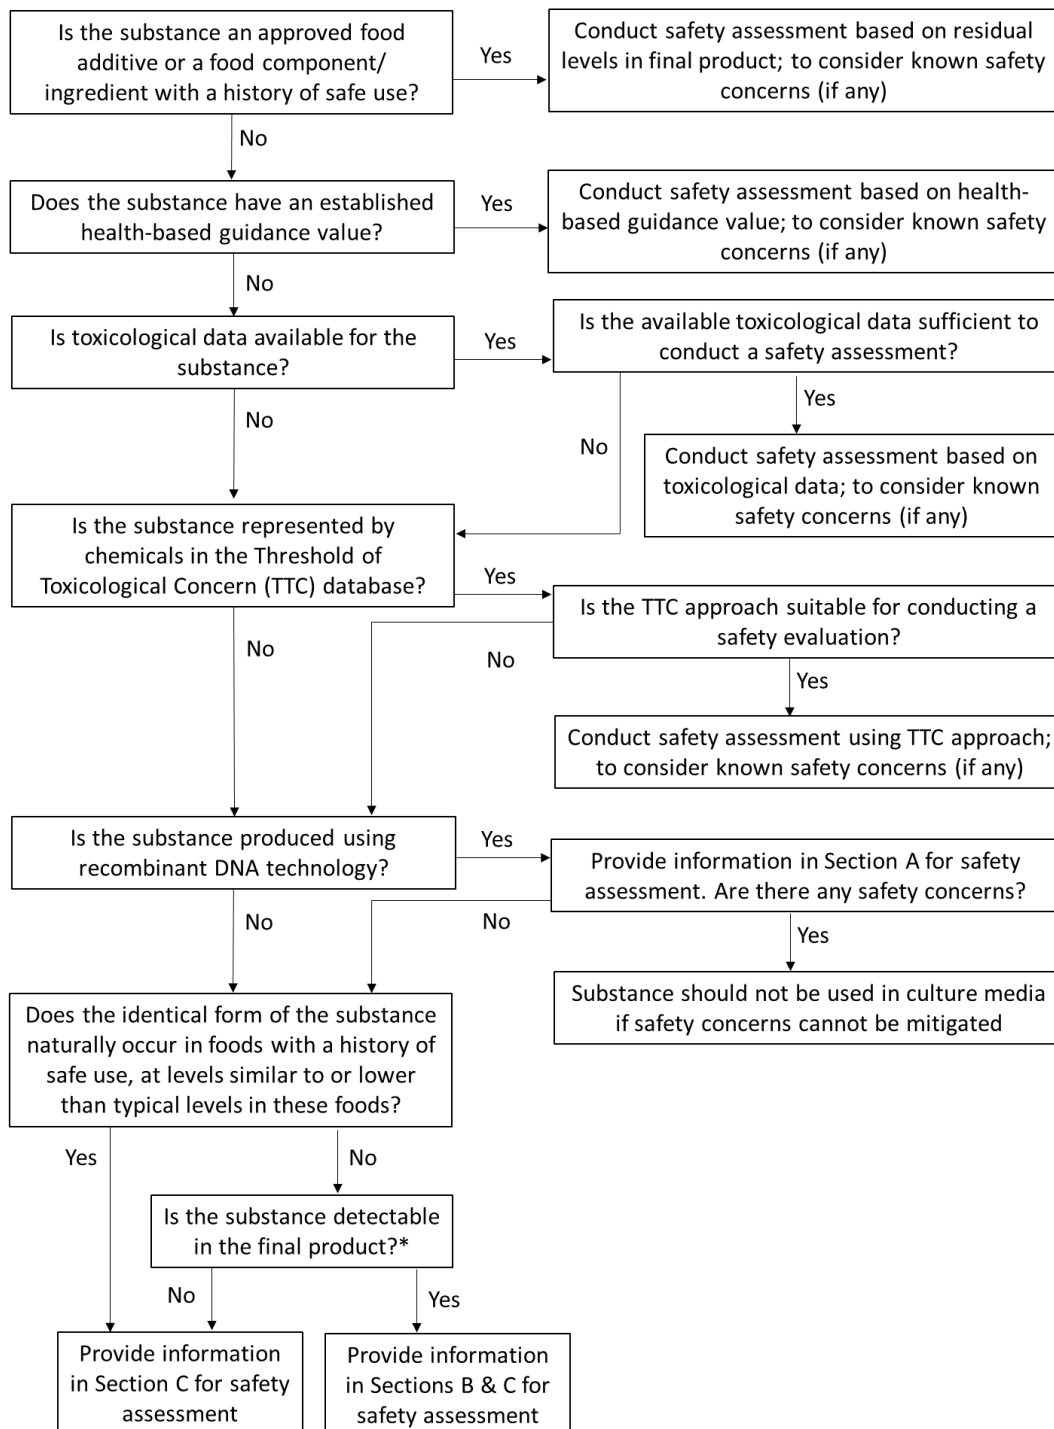 Is the substance an approved food
additive or a food component/
ingredient with a history of safe use?
Yes
Conduct safety assessment based on residual
levels in final product; to consider known safety
concerns (if any)
No
Does the substance have an established
health-based guidance value?
Yes
Conduct safety assessment based on health-
based guidance value; to consider known safety
concerns (if any)
No
Is toxicological data available for the
substance?
Yes
Is the available toxicological data sufficient to
conduct a safety assessment?
No
No
Yes
Conduct safety assessment based on
toxicological data; to consider known
safety concerns (if any)
Is the substance represented by
chemicals in the Threshold of
Toxicological Concern (TTC) database?
Yes
Is the TTC approach suitable for conducting a
safety evaluation?
No
No
Yes
Conduct safety assessment using TTC approach;
to consider known safety concerns (if any)
Is the substance produced using
recombinant DNA technology?
Yes
Provide information in Section A for safety
assessment. Are there any safety concerns?
No
No
Yes
Substance should not be used in culture media
if safety concerns cannot be mitigated
Does the identical form of the substance
naturally occur in foods with a history of
safe use, at levels similar to or lower
than typical levels in these foods?
Yes
No
Is the substance detectable
in the final product?*
No
Yes
Provide information
in Section C for safety
assessment
Provide information
in Sections B & C for
safety assessment